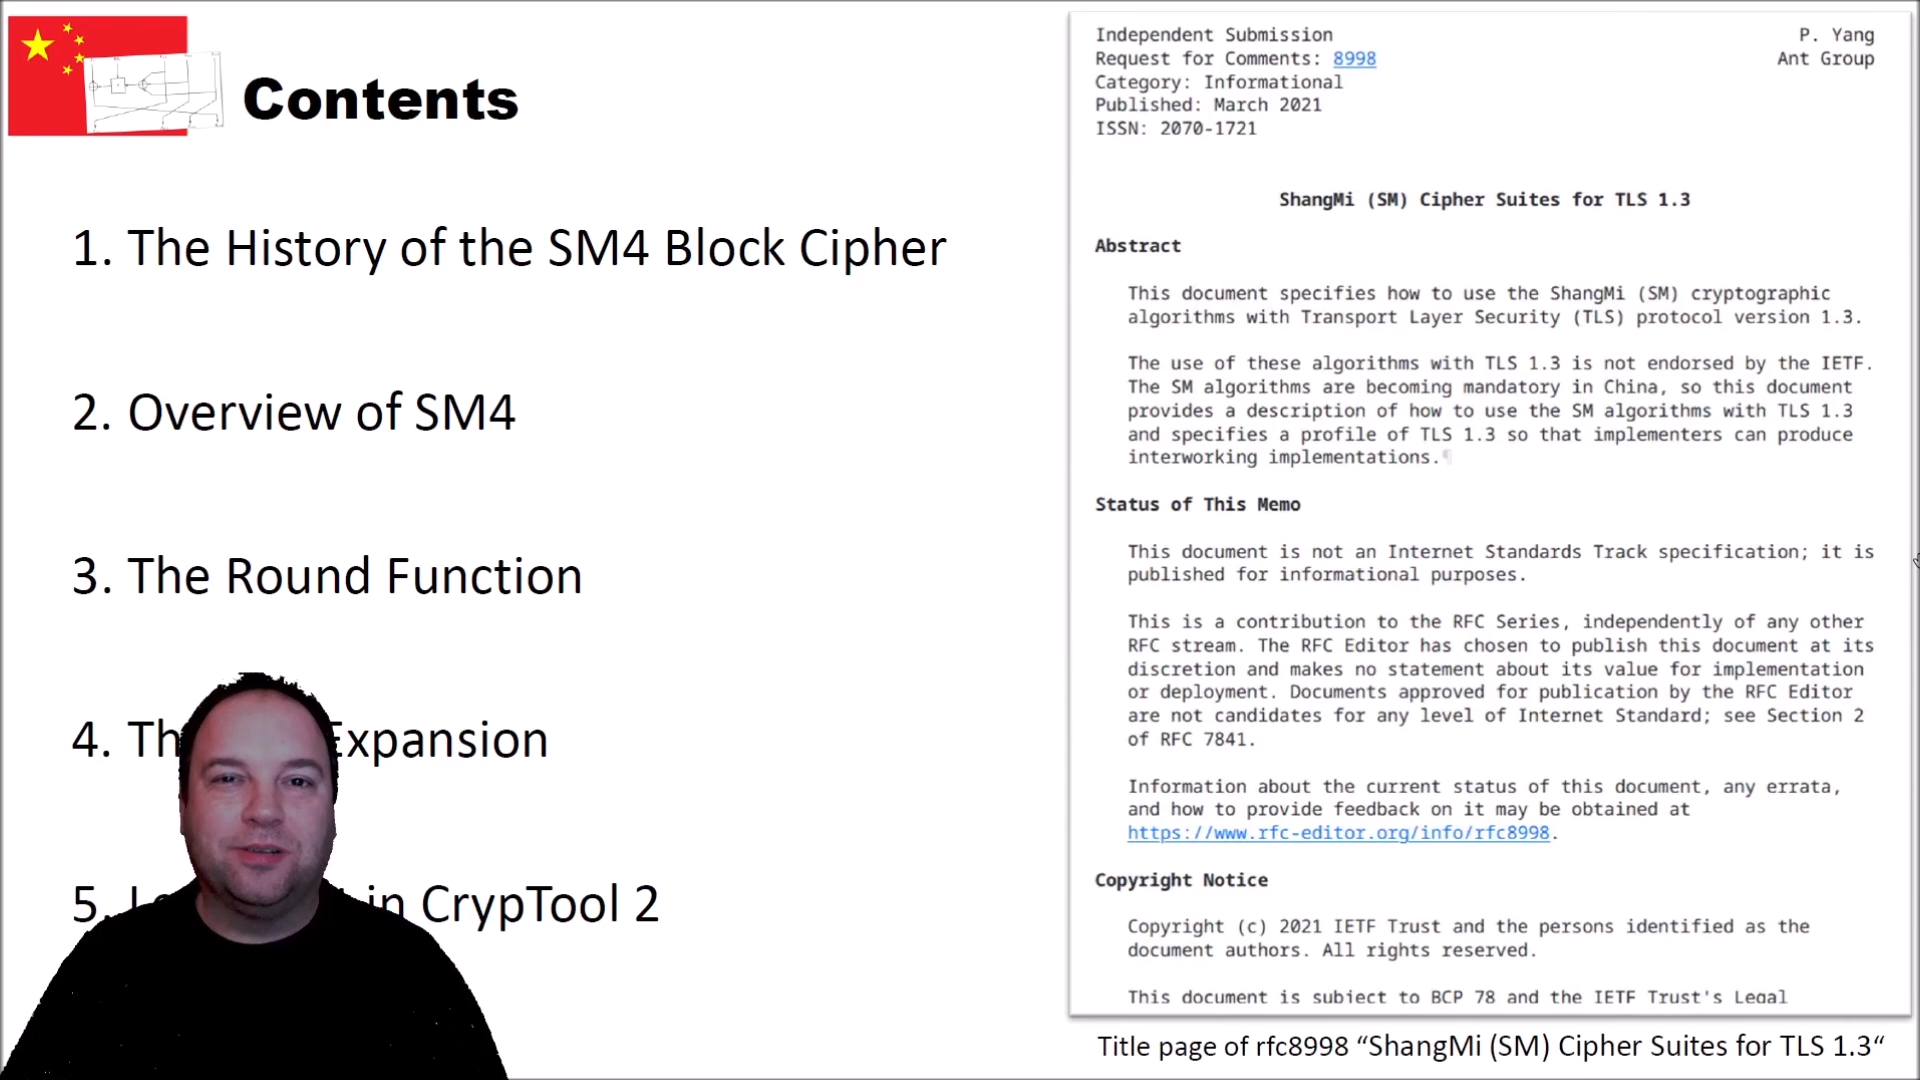 Contents
1. The History of the SM4 Block Cipher
2. Overview of SM4
3. The Round Function
4. Expansion
5. in CrypTool 2
Independent Submission P. Yang
Request for Comments: 8998 Ant Group
Category: Informational
Published: March 2021
ISSN: 2070-1721
ShangMi (SM) Cipher Suites for TLS 1.3
Abstract
This document specifies how to use the ShangMi (SM) cryptographic
algorithms with Transport Layer Security (TLS) protocol version 1.3.
The use of these algorithms with TLS 1.3 is not endorsed by the IETF.
The SM algorithms are becoming mandatory in China, so this document
provides a description of how to use the SM algorithms with TLS 1.3
and specifies a profile of TLS 1.3 so that implementers can produce
interworking implementations.¶
Status of This Memo
This document is not an Internet Standards Track specification; it is
published for informational purposes.
This is a contribution to the RFC Series, independently of any other
RFC stream. The RFC Editor has chosen to publish this document at its
discretion and makes no statement about its value for implementation
or deployment. Documents approved for publication by the RFC Editor
are not candidates for any level of Internet Standard; see Section 2
of RFC 7841.
Information about the current status of this document, any errata,
and how to provide feedback on it may be obtained at
https://www.rfc-editor.org/info/rfc8998.
Copyright Notice
Copyright (c) 2021 IETF Trust and the persons identified as the
document authors. All rights reserved.
This document is subject to BCP 78 and the IETF Trust's Legal
Title page of rfc8998 “ShangMi (SM) Cipher Suites for TLS 1.3“